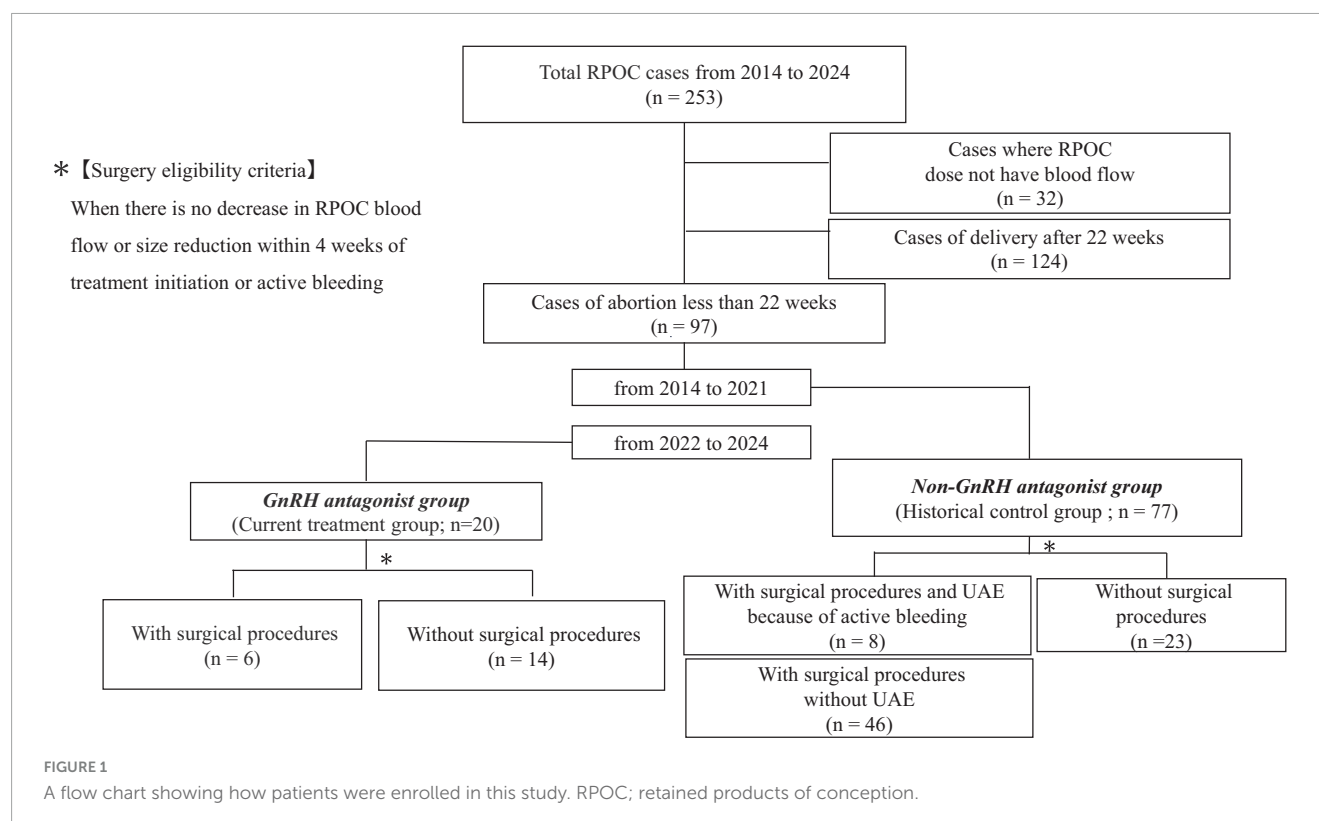 Total RPOC cases from 2014 to 2024
(n = 253)
Cases where RPOC
dose not have blood flow
(n = 32)
＊【Surgery eligibility criteria】
When there is no decrease in RPOC blood
flow or size reduction within 4 weeks of
treatment initiation or active bleeding
Cases of delivery after 22 weeks
(n = 124)
Cases of abortion less than 22 weeks
(n = 97)
from 2014 to 2021
from 2022 to 2024
GnRH antagonist group
(Current treatment group; n=20)
Non-GnRH antagonist group
(Historical control group ; n = 77)
＊
＊
With surgical procedures
(n = 6)
Without surgical procedures
(n = 14)
With surgical procedures and UAE
because of active bleeding
(n = 8)
Without surgical
procedures
(n =23)
With surgical procedures
without UAE
(n = 46)
FIGURE 1
A flow chart showing how patients were enrolled in this study. RPOC; retained products of conception.